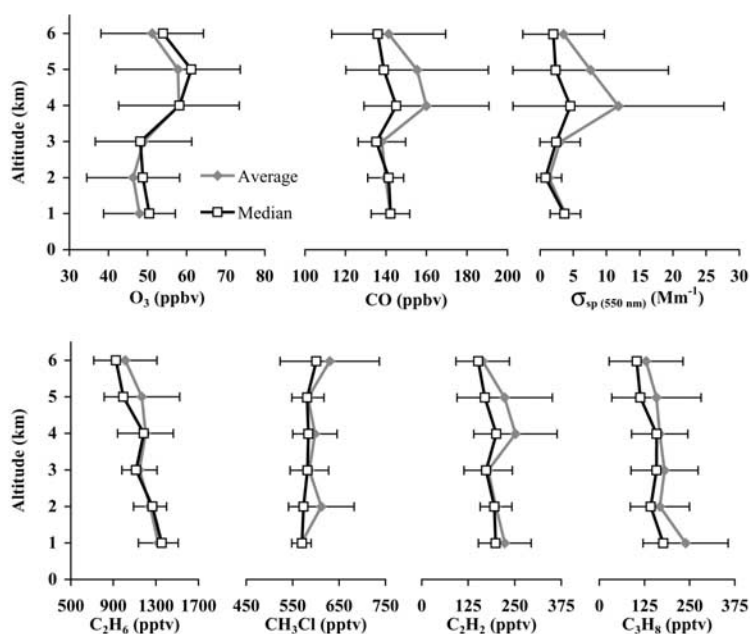 Altitude (km)
6
5
4
3
2
1
0
Average
Median
30 40 50 60 70 80
O₃ (ppbv)
100 120 140 160 180 200
CO (ppbv)
0 5 10 15 20 25 30
σsp (550 nm) (Mm⁻¹)
Altitude (km)
6
5
4
3
2
1
0
500 900 1300 1700
C₂H₆ (pptv)
450 550 650 750
CH₃Cl (pptv)
0 125 250 375
C₂H₂ (pptv)
0 125 250 375
C₃H₈ (pptv)